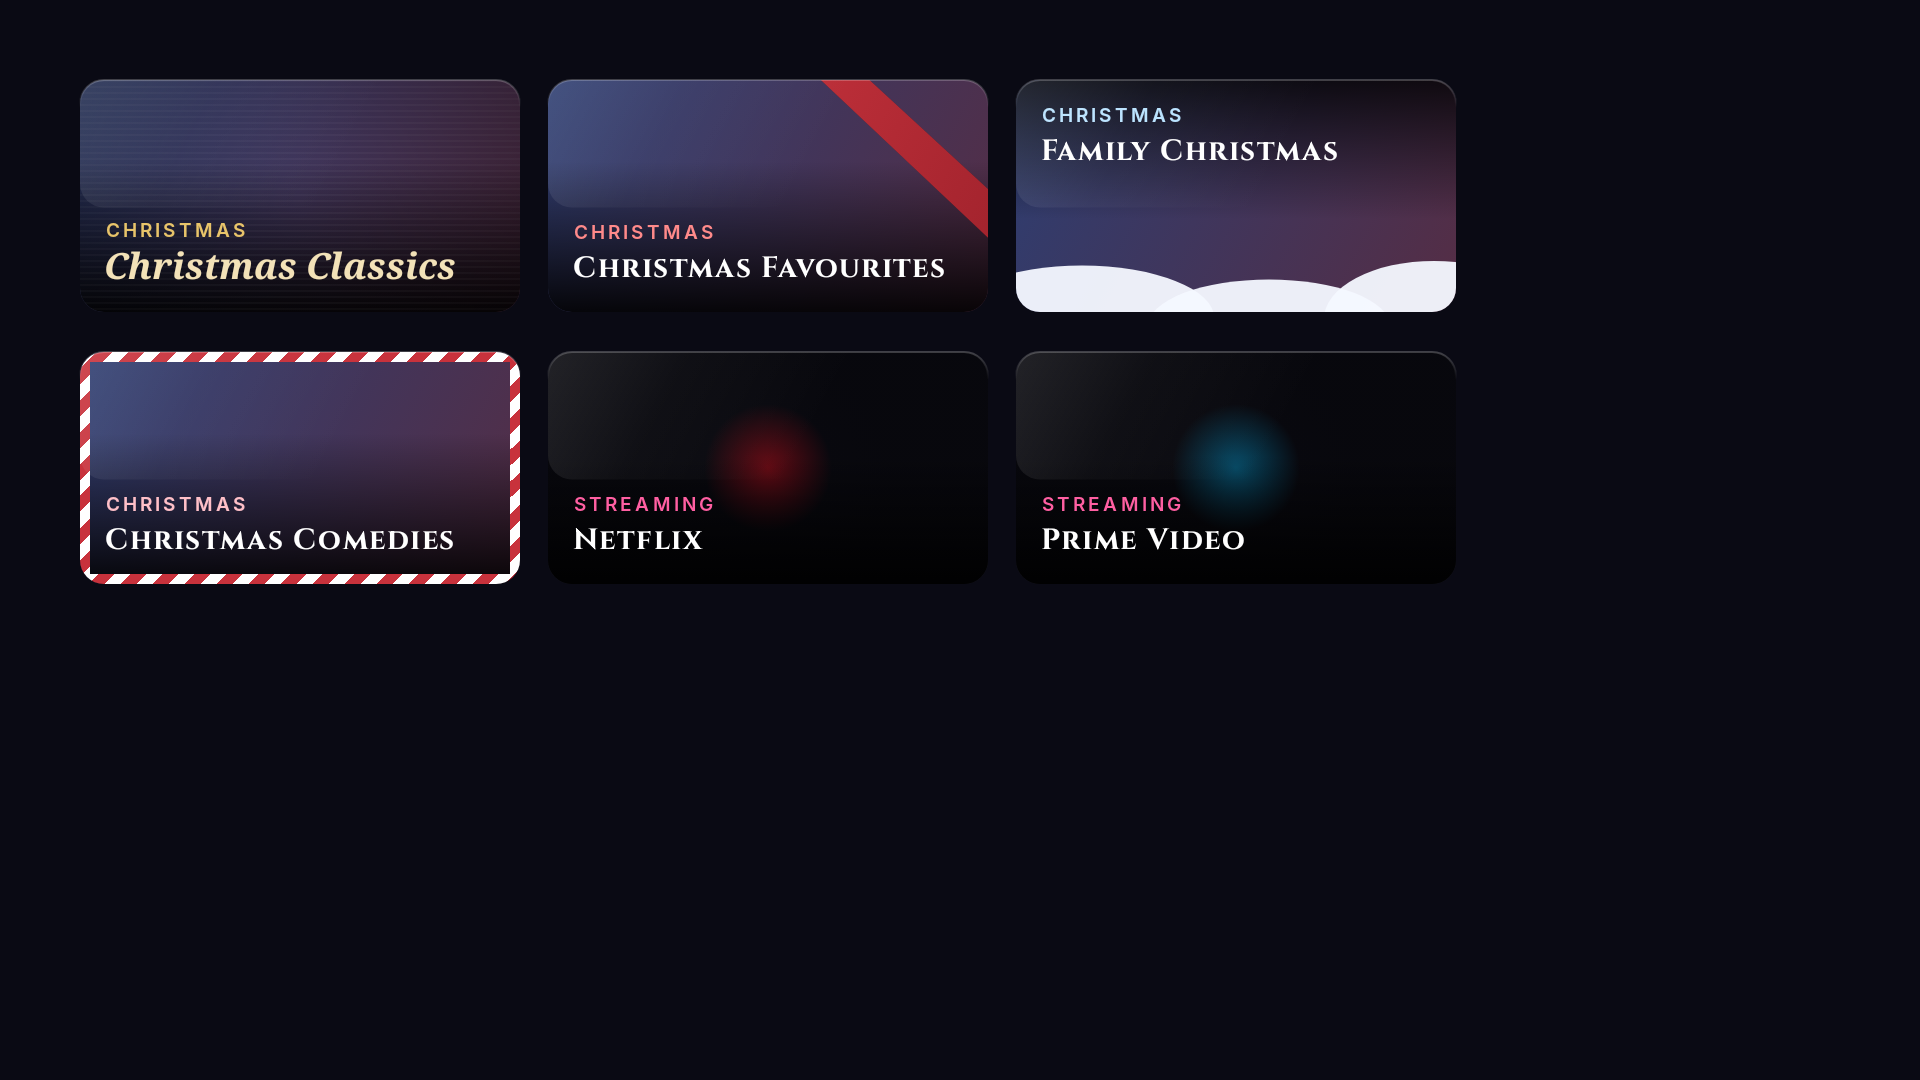 CHRISTMAS
Christmas Classics
CHRISTMAS
Christmas Favourites
CHRISTMAS
Family Christmas
CHRISTMAS
Christmas Comedies
STREAMING
Netflix
STREAMING
Prime Video